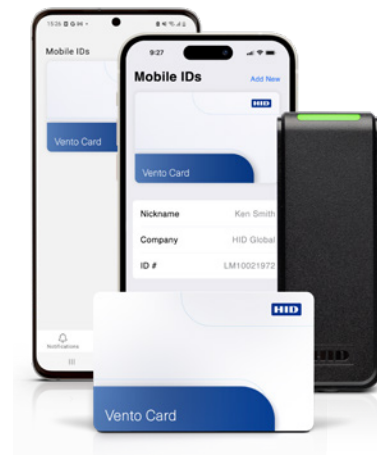 Mobile IDs
Vento Card
Notifications
9:27
Mobile IDs
Add New
HID
Vento Card
Nickname
Ken Smith
Company
HID Global
ID #
LM10021972
HID
HID
Vento Card